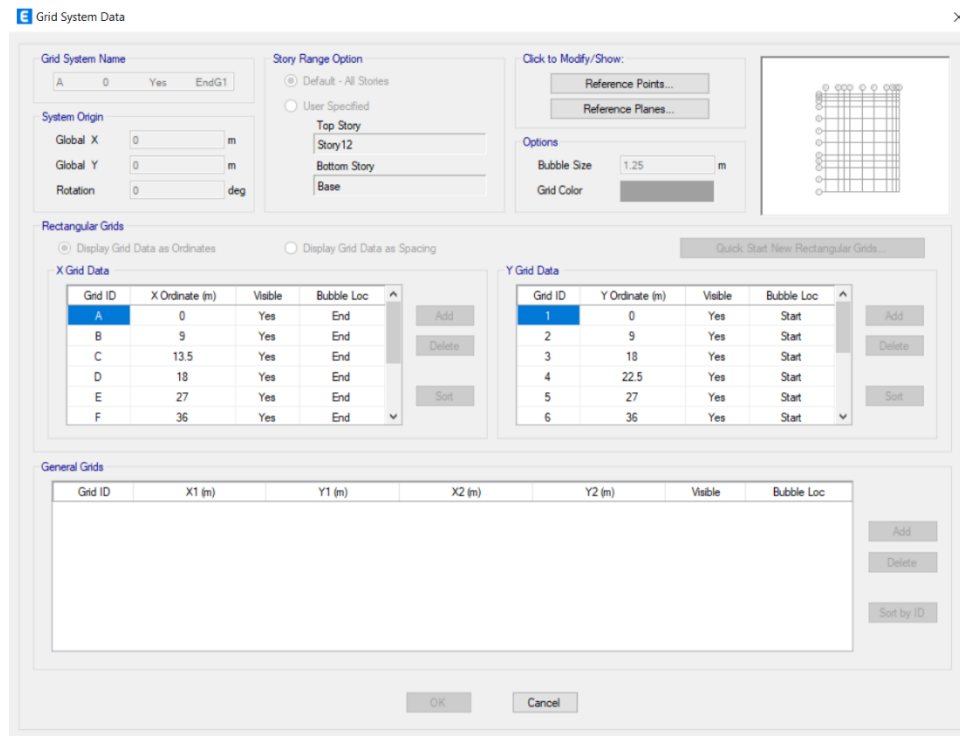 E Grid System Data
Grid System Name
A 0 Yes EndG1
System Origin
Global X 0 m
Global Y 0 m
Rotation 0 deg
Story Range Option
Default - All Stories
User Specified
Top Story
Story12
Bottom Story
Base
Click to Modify/Show:
Reference Points...
Reference Planes...
Options
Bubble Size 1.25 m
Grid Color
Rectangular Grids
Display Grid Data as Ordinates Display Grid Data as Spacing Quick Start New Rectangular Grids...
X Grid Data
Grid ID X Ordinate (m) Visible Bubble Loc
A 0 Yes End
B 9 Yes End
C 13.5 Yes End
D 18 Yes End
E 27 Yes End
F 36 Yes End
Add
Delete
Sort
Y Grid Data
Grid ID Y Ordinate (m) Visible Bubble Loc
1 0 Yes Start
2 9 Yes Start
3 18 Yes Start
4 22.5 Yes Start
5 27 Yes Start
6 36 Yes Start
Add
Delete
Sort
General Grids
Grid ID X1 (m) Y1 (m) X2 (m) Y2 (m) Visible Bubble Loc
Add
Delete
Sort by ID
OK Cancel